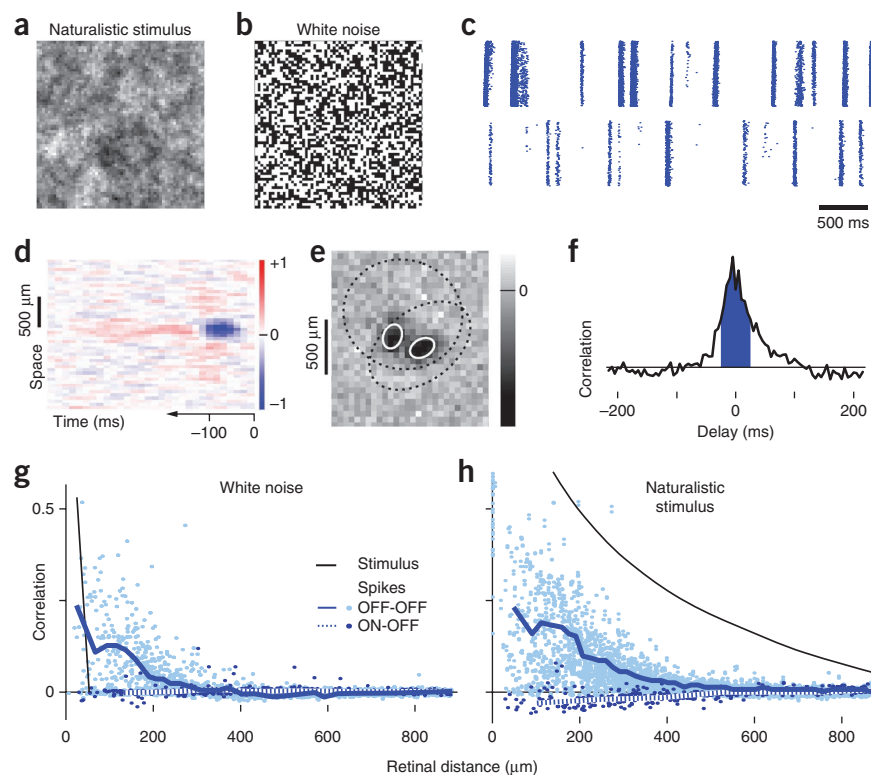 a
Naturalistic stimulus
b
White noise
c
500 ms
d
500 µm
Space
+1
0
−1
Time (ms)
−100
0
e
500 µm
0
f
Correlation
−200
0
200
Delay (ms)
g
White noise
0.5
Correlation
0
Stimulus
Spikes
OFF-OFF
ON-OFF
0
200
400
600
800
h
Naturalistic
stimulus
0
200
400
600
800
Retinal distance (µm)